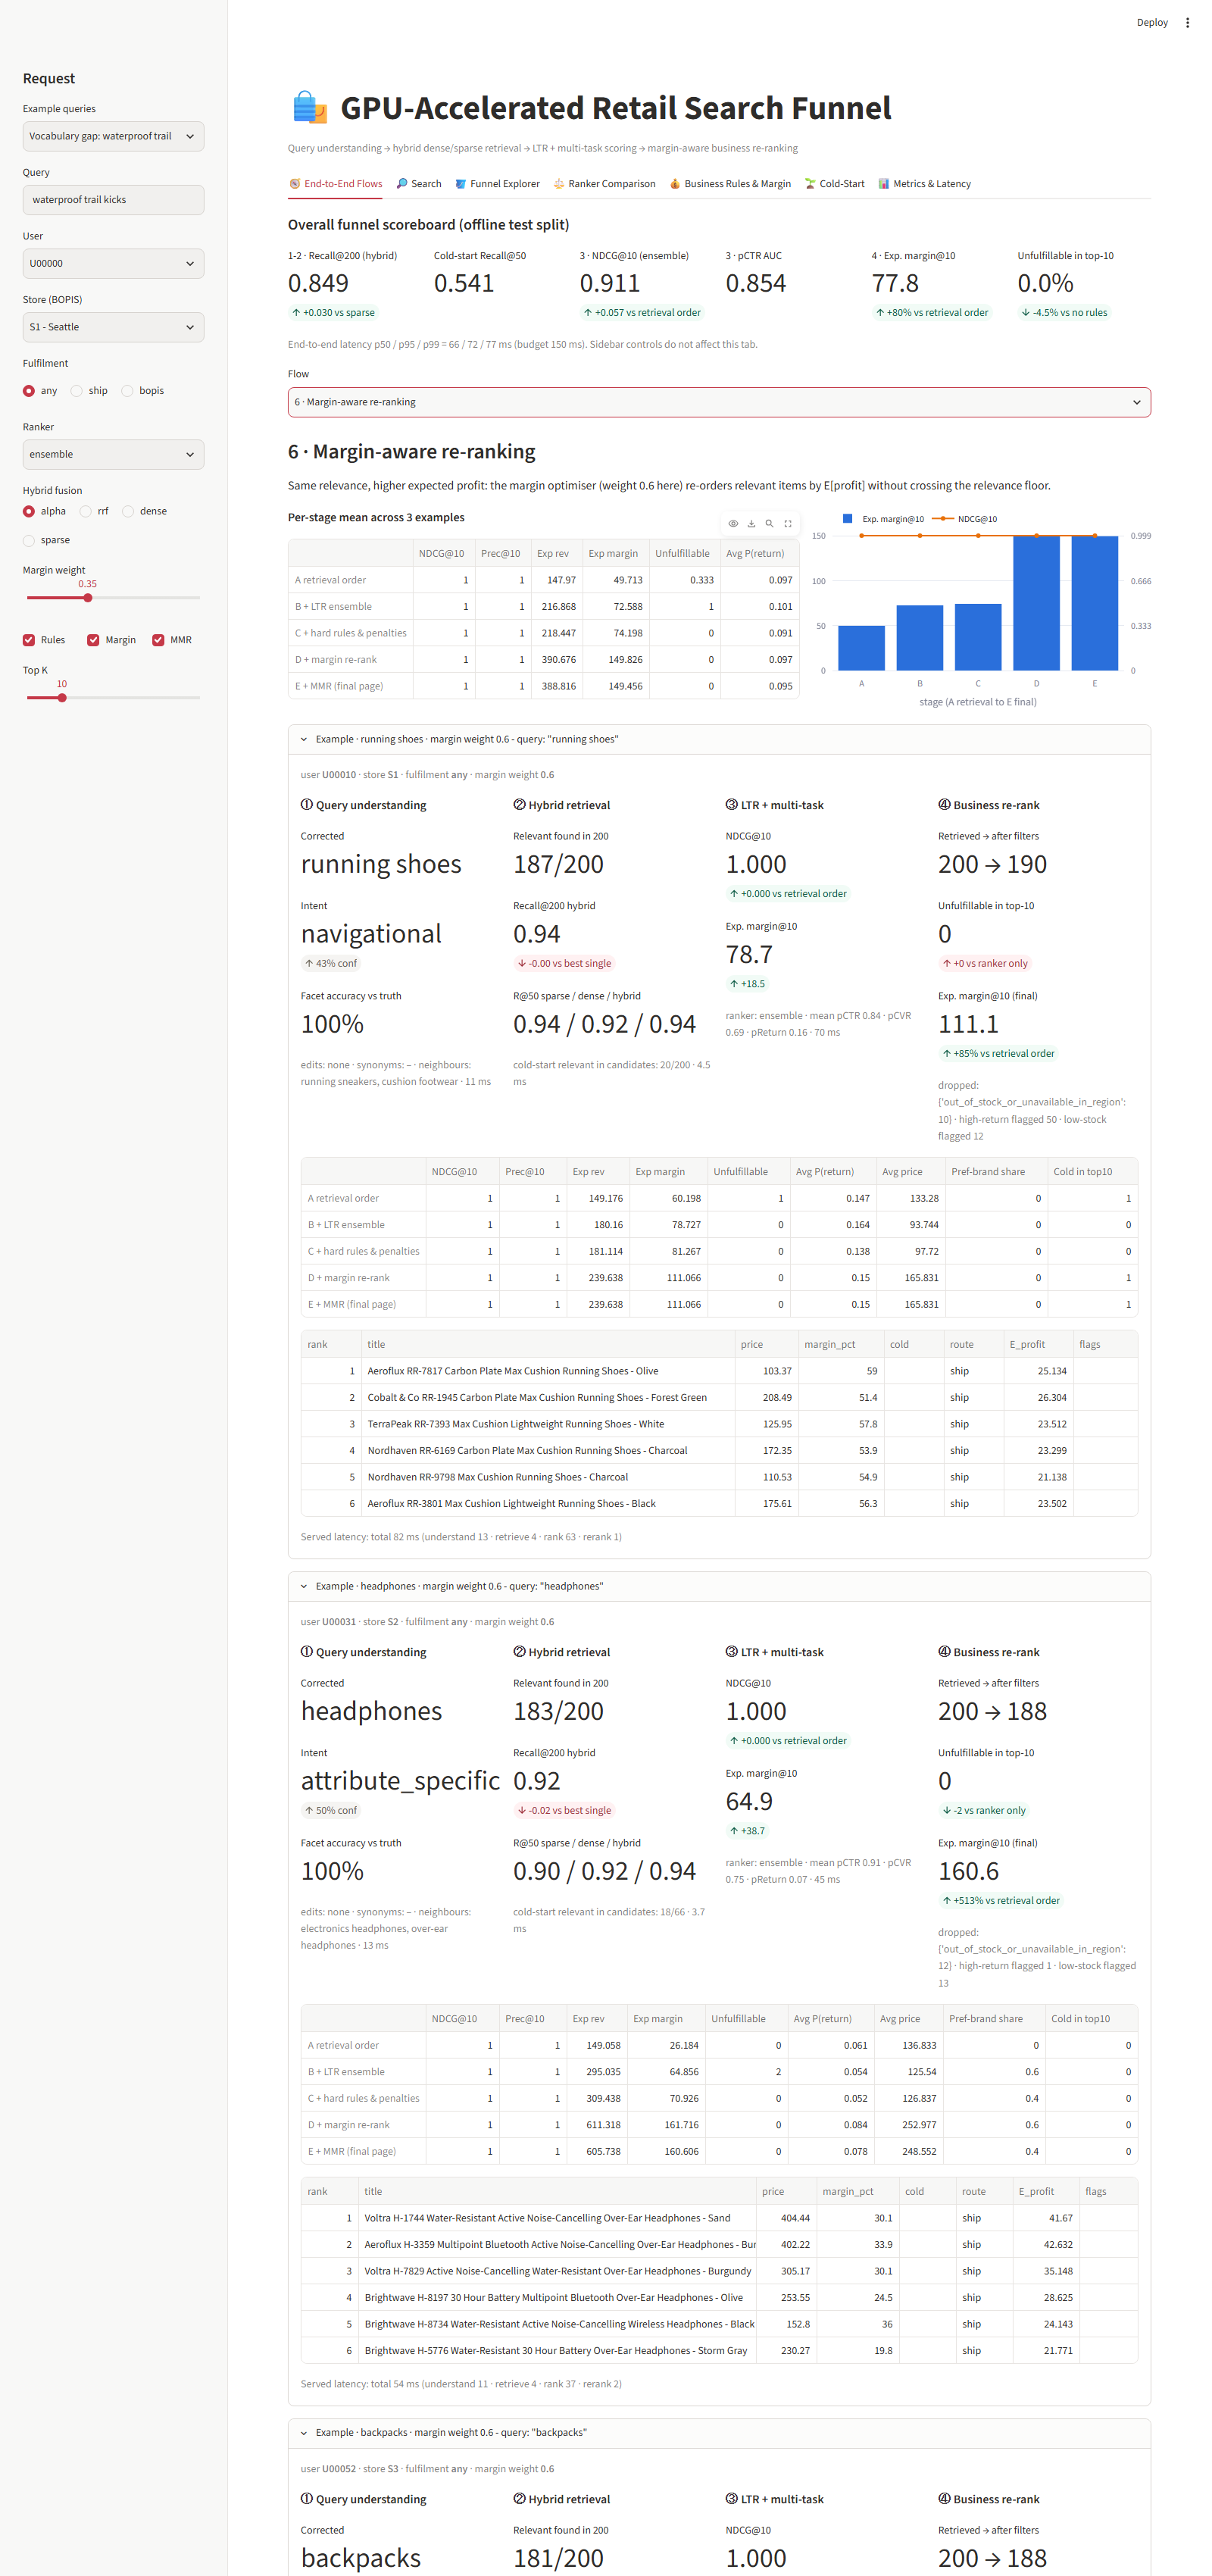 Deploy
Request
Example queries
Vocabulary gap: waterproof trail
Query
waterproof trail kicks
User
U00000
Store (BOPIS)
S1 - Seattle
Fulfilment
any ship bopis
Ranker
ensemble
Hybrid fusion
alpha rrf dense
sparse
Margin weight
0.35
Rules Margin MMR
Top K
10
GPU-Accelerated Retail Search Funnel
Query understanding → hybrid dense/sparse retrieval → LTR + multi-task scoring → margin-aware business re-ranking
End-to-End Flows Search Funnel Explorer Ranker Comparison Business Rules & Margin Cold-Start Metrics & Latency
Overall funnel scoreboard (offline test split)
1-2 · Recall@200 (hybrid) Cold-start Recall@50 3 · NDCG@10 (ensemble) 3 · pCTR AUC 4 · Exp. margin@10 Unfulfillable in top-10
0.849 0.541 0.911 0.854 77.8 0.0%
↑ +0.030 vs sparse ↑ +0.057 vs retrieval order ↑ +80% vs retrieval order ↓ -4.5% vs no rules
End-to-end latency p50 / p95 / p99 = 66 / 72 / 77 ms (budget 150 ms). Sidebar controls do not affect this tab.
Flow
6 · Margin-aware re-ranking
6 · Margin-aware re-ranking
Same relevance, higher expected profit: the margin optimiser (weight 0.6 here) re-orders relevant items by E[profit] without crossing the relevance floor.
Per-stage mean across 3 examples
NDCG@10 Prec@10 Exp rev Exp margin Unfulfillable Avg P(return)
A retrieval order 1 1 147.97 49.713 0.333 0.097
B + LTR ensemble 1 1 216.868 72.588 1 0.101
C + hard rules & penalties 1 1 218.447 74.198 0 0.091
D + margin re-rank 1 1 390.676 149.826 0 0.097
E + MMR (final page) 1 1 388.816 149.456 0 0.095
Exp. margin@10 NDCG@10
150 0.999
100 0.666
50 0.333
0 0
A B C D E
stage (A retrieval to E final)
Example · running shoes · margin weight 0.6 - query: "running shoes"
user U00010 · store S1 · fulfilment any · margin weight 0.6
① Query understanding ② Hybrid retrieval ③ LTR + multi-task ④ Business re-rank
Corrected Relevant found in 200 NDCG@10 Retrieved → after filters
running shoes 187/200 1.000 200 → 190
↑ +0.000 vs retrieval order
Intent Recall@200 hybrid Exp. margin@10 Unfulfillable in top-10
navigational 0.94 78.7 0
↑ 43% conf ↓ -0.00 vs best single ↑ +18.5 ↑ +0 vs ranker only
Facet accuracy vs truth R@50 sparse / dense / hybrid Exp. margin@10 (final)
100% 0.94 / 0.92 / 0.94 111.1
ranker: ensemble · mean pCTR 0.84 · pCVR
0.69 · pReturn 0.16 · 70 ms
↑ +85% vs retrieval order
edits: none · synonyms: – · neighbours:
running sneakers, cushion footwear · 11 ms
cold-start relevant in candidates: 20/200 · 4.5
ms
dropped:
{'out_of_stock_or_unavailable_in_region':
10} · high-return flagged 50 · low-stock
flagged 12
NDCG@10 Prec@10 Exp rev Exp margin Unfulfillable Avg P(return) Avg price Pref-brand share Cold in top10
A retrieval order 1 1 149.176 60.198 1 0.147 133.28 0 1
B + LTR ensemble 1 1 180.16 78.727 0 0.164 93.744 0 0
C + hard rules & penalties 1 1 181.114 81.267 0 0.138 97.72 0 0
D + margin re-rank 1 1 239.638 111.066 0 0.15 165.831 0 1
E + MMR (final page) 1 1 239.638 111.066 0 0.15 165.831 0 1
rank title price margin_pct cold route E_profit flags
1 Aeroflux RR-7817 Carbon Plate Max Cushion Running Shoes - Olive 103.37 59 ship 25.134
2 Cobalt & Co RR-1945 Carbon Plate Max Cushion Running Shoes - Forest Green 208.49 51.4 ship 26.304
3 TerraPeak RR-7393 Max Cushion Lightweight Running Shoes - White 125.95 57.8 ship 23.512
4 Nordhaven RR-6169 Carbon Plate Max Cushion Running Shoes - Charcoal 172.35 53.9 ship 23.299
5 Nordhaven RR-9798 Max Cushion Running Shoes - Charcoal 110.53 54.9 ship 21.138
6 Aeroflux RR-3801 Max Cushion Lightweight Running Shoes - Black 175.61 56.3 ship 23.502
Served latency: total 82 ms (understand 13 · retrieve 4 · rank 63 · rerank 1)
Example · headphones · margin weight 0.6 - query: "headphones"
user U00031 · store S2 · fulfilment any · margin weight 0.6
① Query understanding ② Hybrid retrieval ③ LTR + multi-task ④ Business re-rank
Corrected Relevant found in 200 NDCG@10 Retrieved → after filters
headphones 183/200 1.000 200 → 188
↑ +0.000 vs retrieval order
Intent Recall@200 hybrid Exp. margin@10 Unfulfillable in top-10
attribute_specific 0.92 64.9 0
↑ 50% conf ↓ -0.02 vs best single ↑ +38.7 ↓ -2 vs ranker only
Facet accuracy vs truth R@50 sparse / dense / hybrid Exp. margin@10 (final)
100% 0.90 / 0.92 / 0.94 160.6
ranker: ensemble · mean pCTR 0.91 · pCVR
0.75 · pReturn 0.07 · 45 ms
↑ +513% vs retrieval order
edits: none · synonyms: – · neighbours:
electronics headphones, over-ear
headphones · 13 ms
cold-start relevant in candidates: 18/66 · 3.7
ms
dropped:
{'out_of_stock_or_unavailable_in_region':
12} · high-return flagged 1 · low-stock flagged
13
NDCG@10 Prec@10 Exp rev Exp margin Unfulfillable Avg P(return) Avg price Pref-brand share Cold in top10
A retrieval order 1 1 149.058 26.184 0 0.061 136.833 0 0
B + LTR ensemble 1 1 295.035 64.856 2 0.054 125.54 0.6 0
C + hard rules & penalties 1 1 309.438 70.926 0 0.052 126.837 0.4 0
D + margin re-rank 1 1 611.318 161.716 0 0.084 252.977 0.6 0
E + MMR (final page) 1 1 605.738 160.606 0 0.078 248.552 0.4 0
rank title price margin_pct cold route E_profit flags
1 Voltra H-1744 Water-Resistant Active Noise-Cancelling Over-Ear Headphones - Sand 404.44 30.1 ship 41.67
2 Aeroflux H-3359 Multipoint Bluetooth Active Noise-Cancelling Over-Ear Headphones - Bur 402.22 33.9 ship 42.632
3 Voltra H-7829 Active Noise-Cancelling Water-Resistant Over-Ear Headphones - Burgundy 305.17 30.1 ship 35.148
4 Brightwave H-8197 30 Hour Battery Multipoint Bluetooth Over-Ear Headphones - Olive 253.55 24.5 ship 28.625
5 Brightwave H-8734 Water-Resistant Active Noise-Cancelling Wireless Headphones - Black 152.8 36 ship 24.143
6 Brightwave H-5776 Water-Resistant 30 Hour Battery Over-Ear Headphones - Storm Gray 230.27 19.8 ship 21.771
Served latency: total 54 ms (understand 11 · retrieve 4 · rank 37 · rerank 2)
Example · backpacks · margin weight 0.6 - query: "backpacks"
user U00052 · store S3 · fulfilment any · margin weight 0.6
① Query understanding ② Hybrid retrieval ③ LTR + multi-task ④ Business re-rank
Corrected Relevant found in 200 NDCG@10 Retrieved → after filters
backpacks 181/200 1.000 200 → 188